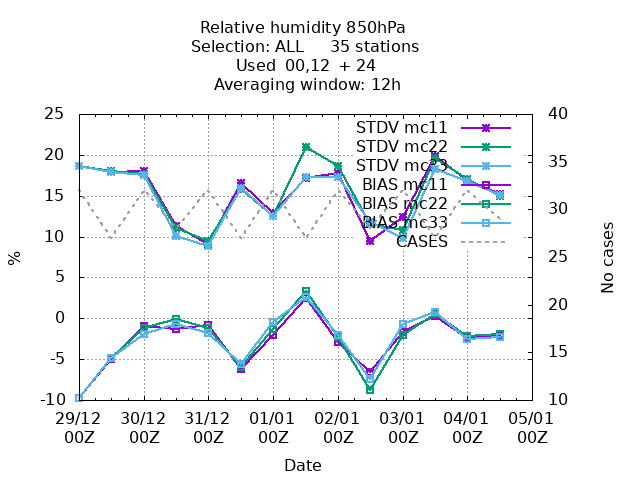 Relative humidity 850hPa
Selection: ALL 35 stations
Used 00,12 + 24
Averaging window: 12h
25 40
STDV mc11
STDV mc22
20 35
STDV mc33
BIAS mc11
15 30
BIAS mc22
BIAS mc33
10 25
CASES
5
0 20
-5 15
-10 10
%
No cases
29/12 30/12 31/12 01/01 02/01 03/01 04/01 05/01
00Z 00Z 00Z 00Z 00Z 00Z 00Z 00Z
Date